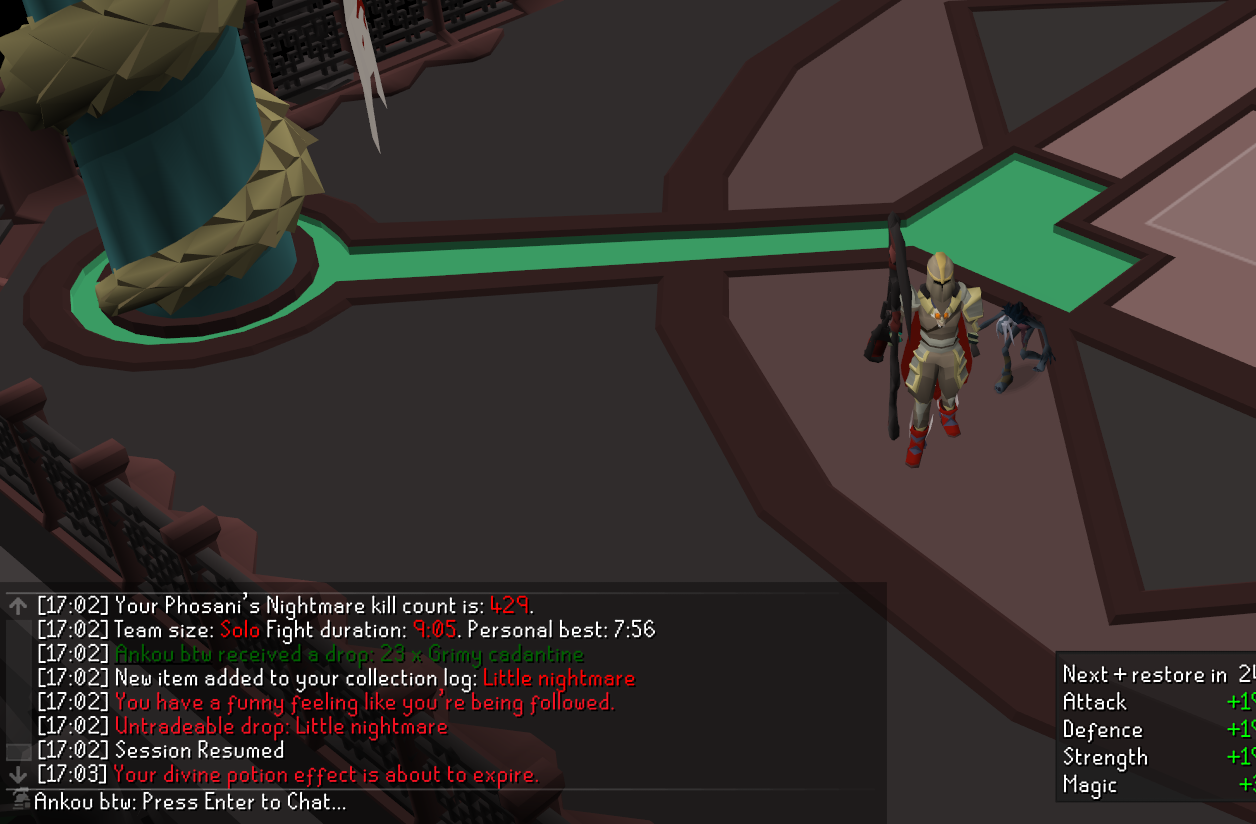 [17:02] Your Phosani's Nightmare kill count is: 429.
[17:02] Team size: Solo Fight duration: 9:05. Personal best: 7:56
[17:02] Ankou btw received a drop: 23 x Grimy cadantine
[17:02] New item added to your collection log: Little nightmare
[17:02] You have a funny feeling like you're being followed.
[17:02] Untradeable drop: Little nightmare
[17:02] Session Resumed
[17:03] Your divine potion effect is about to expire.
Ankou btw: Press Enter to Chat...
Next + restore in
Attack
Defence
Strength
Magic